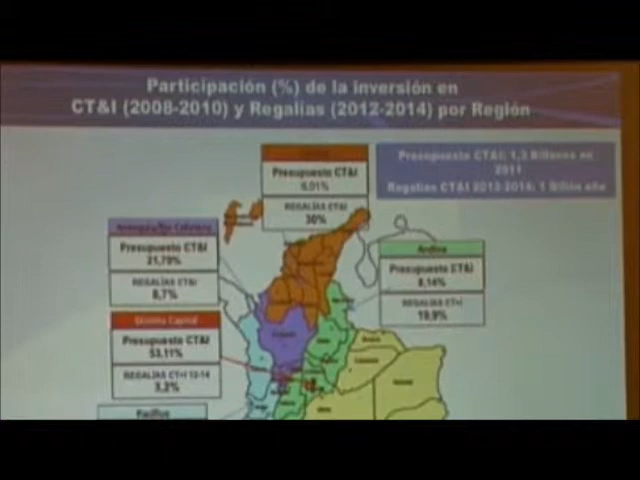 Participación (%) de la inversión en
CT&I (2008-2010) y Regalías (2012-2014) por Región
Presupuesto CT&I
6,01%
REGALÍAS CT&I
30%
Presupuesto CT&I: 1,3 Billones en
2011
Regalías CT&I 2012-2014: 1 Billón año
Antioquia/Eje Cafetero
Presupuesto CT&I
21,79%
REGALÍAS CT&I
8,7%
Andina
Presupuesto CT&I
8,14%
REGALÍAS CT+I
19,9%
Distrito Capital
Presupuesto CT&I
53,11%
REGALÍAS CT+I 12-14
3,2%
Pacífico